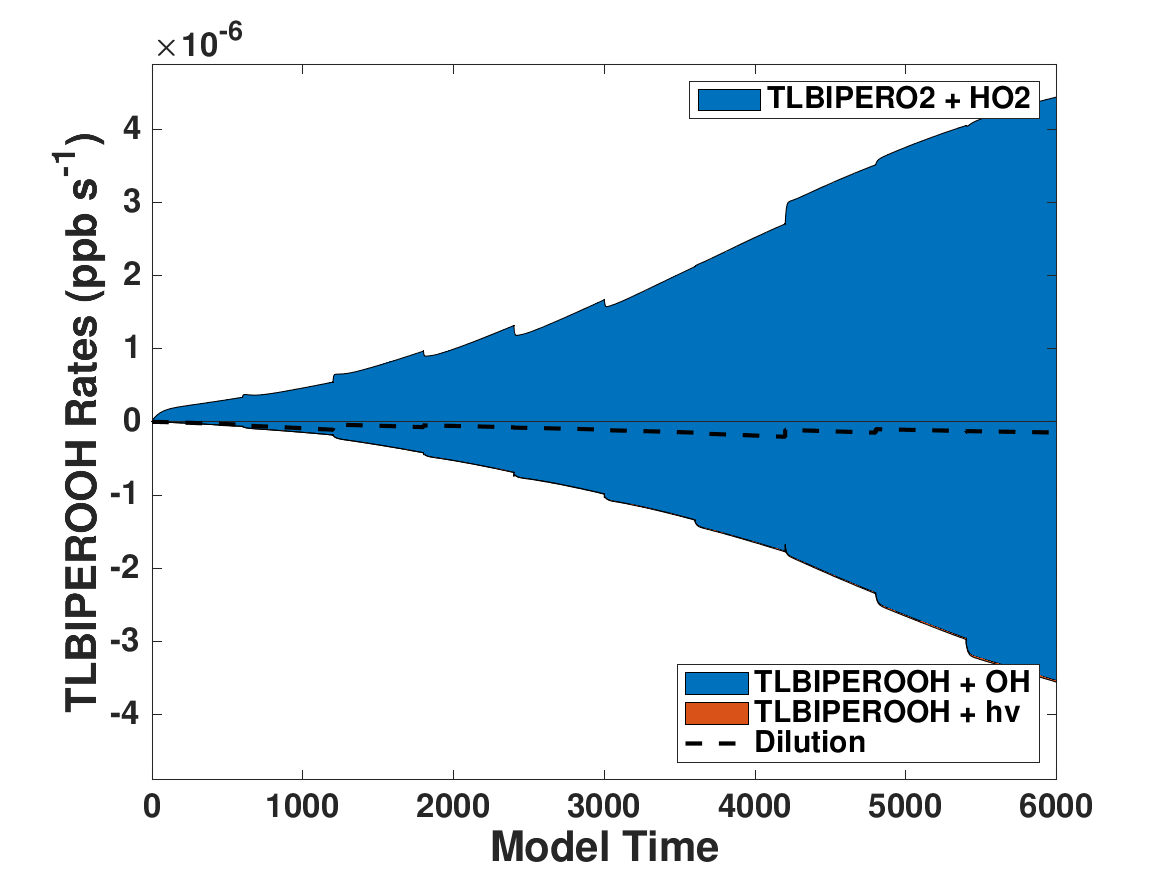 ×10-6
TLBIPEROOH Rates (ppb s-1)
4
3
2
1
0
-1
-2
-3
-4
TLBIPERO2 + HO2
TLBIPEROOH + OH
TLBIPEROOH + hv
Dilution
0 1000 2000 3000 4000 5000 6000
Model Time